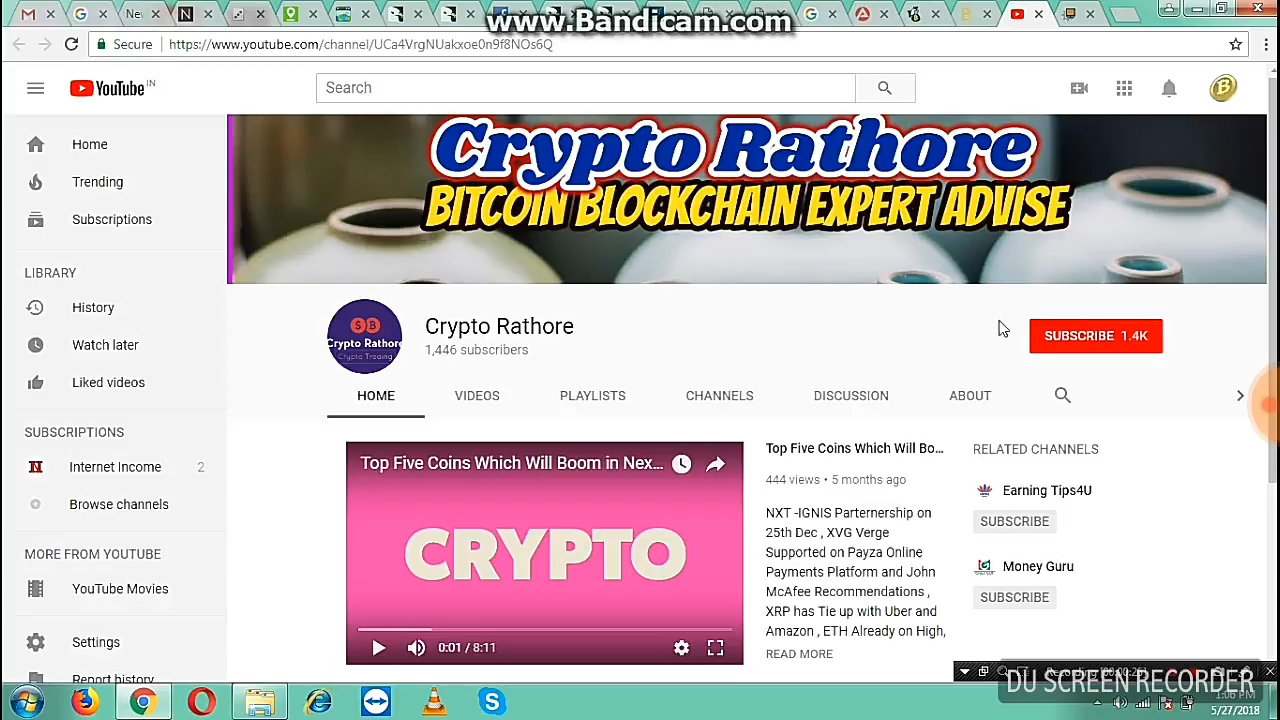 www.Bandicam.com
Ne
Secure
https://www.youtube.com/channel/UCa4VrgNUakxoe0n9f8NOs6Q
YouTube IN
Search
Home
Trending
Subscriptions
LIBRARY
History
Watch later
Liked videos
SUBSCRIPTIONS
Internet Income 2
Browse channels
MORE FROM YOUTUBE
YouTube Movies
Settings
Report history
Crypto Rathore
BITCOIN BLOCKCHAIN EXPERT ADVISE
Crypto Rathore
Crypto Trading
Crypto Rathore
1,446 subscribers
SUBSCRIBE 1.4K
HOME VIDEOS PLAYLISTS CHANNELS DISCUSSION ABOUT
Top Five Coins Which Will Boom in Nex...
CRYPTO
0:01 / 8:11
Top Five Coins Which Will Bo...
444 views • 5 months ago
NXT -IGNIS Parternership on
25th Dec , XVG Verge
Supported on Payza Online
Payments Platform and John
McAfee Recommendations ,
XRP has Tie up with Uber and
Amazon , ETH Already on High,
READ MORE
RELATED CHANNELS
Earning Tips4U
SUBSCRIBE
Money Guru
SUBSCRIBE
DU SCREEN RECORDER
1:06 PM
5/27/2018